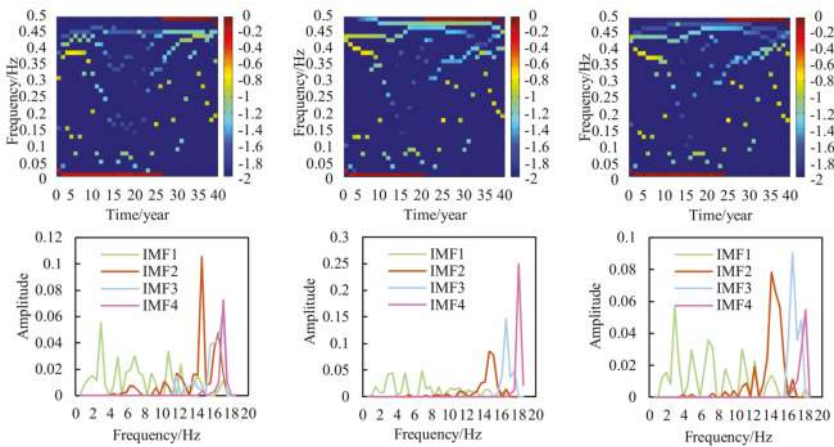 Frequency/Hz
0.5
0.45
0.4
0.35
0.3
0.25
0.2
0.15
0.1
0.05
0
0 5 10 15 20 25 30 35 40
Time/year
0
-0.2
-0.4
-0.6
-0.8
-1
-1.2
-1.4
-1.6
-1.8
-2
Frequency/Hz
0.5
0.45
0.4
0.35
0.3
0.25
0.2
0.15
0.1
0.05
0
0 5 10 15 20 25 30 35 40
Time/year
0
-0.2
-0.4
-0.6
-0.8
-1
-1.2
-1.4
-1.6
-1.8
-2
Frequency/Hz
0.5
0.45
0.4
0.35
0.3
0.25
0.2
0.15
0.1
0.05
0
0 5 10 15 20 25 30 35 40
Time/year
0
-0.2
-0.4
-0.6
-0.8
-1
-1.2
-1.4
-1.6
-1.8
-2
Amplitude
0.12
0.1
0.08
0.06
0.04
0.02
0
IMF1
IMF2
IMF3
IMF4
0 2 4 6 8 10 12 14 16 18 20
Frequency/Hz
Amplitude
0.3
0.25
0.2
0.15
0.1
0.05
0
IMF1
IMF2
IMF3
IMF4
0 2 4 6 8 10 12 14 16 18 20
Frequency/Hz
Amplitude
0.1
0.08
0.06
0.04
0.02
0
IMF1
IMF2
IMF3
IMF4
0 2 4 6 8 10 12 14 16 18 20
Frequency/Hz